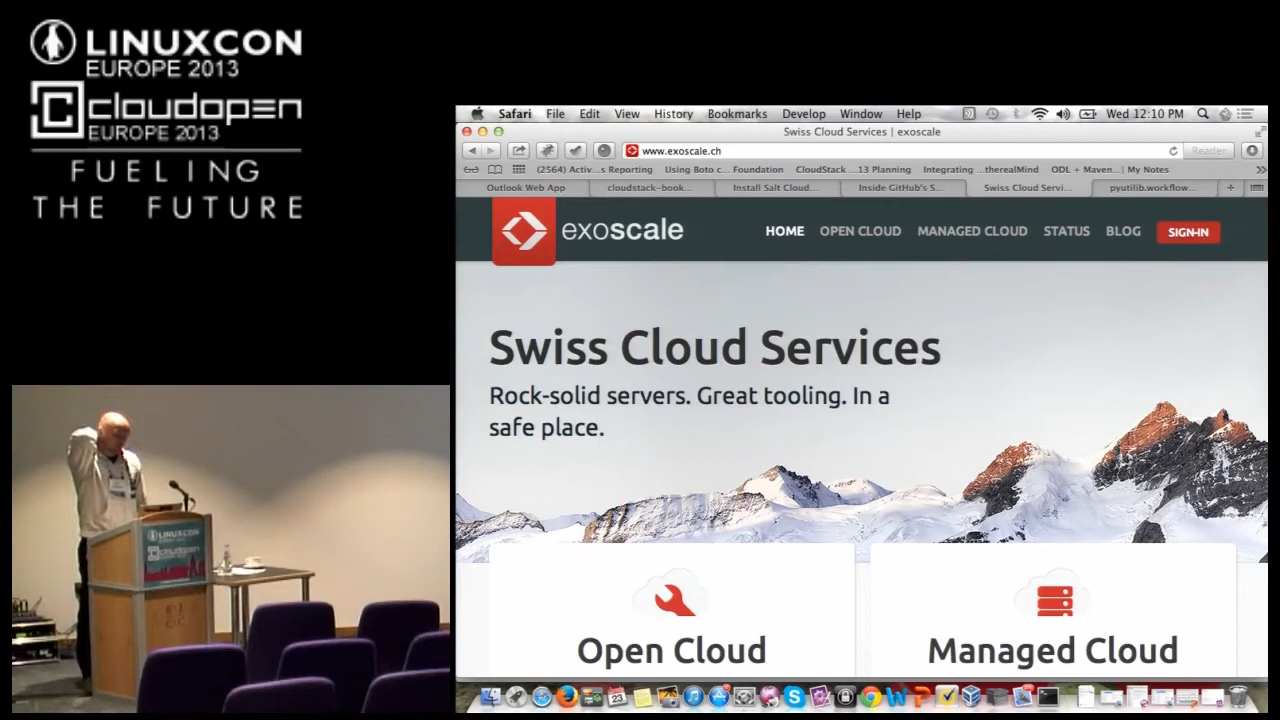 LINUXCON
EUROPE 2013
cloudopen
EUROPE 2013
FUELING
THE FUTURE
Safari File Edit View History Bookmarks Develop Window Help Wed 12:10 PM
Swiss Cloud Services | exoscale
www.exoscale.ch Reader
(2564) Activ...s Reporting Using Boto c... Foundation CloudStack ...13 Planning Integrating ...therealMind ODL + Maven... | My Notes
Outlook Web App cloudstack-book... Install Salt Cloud... Inside GitHub's S... Swiss Cloud Servi... pyutilib.workflow...
exoscale HOME OPEN CLOUD MANAGED CLOUD STATUS BLOG SIGN-IN
Swiss Cloud Services
Rock-solid servers. Great tooling. In a
safe place.
Open Cloud Managed Cloud
LINUXCON
cloudopen
23